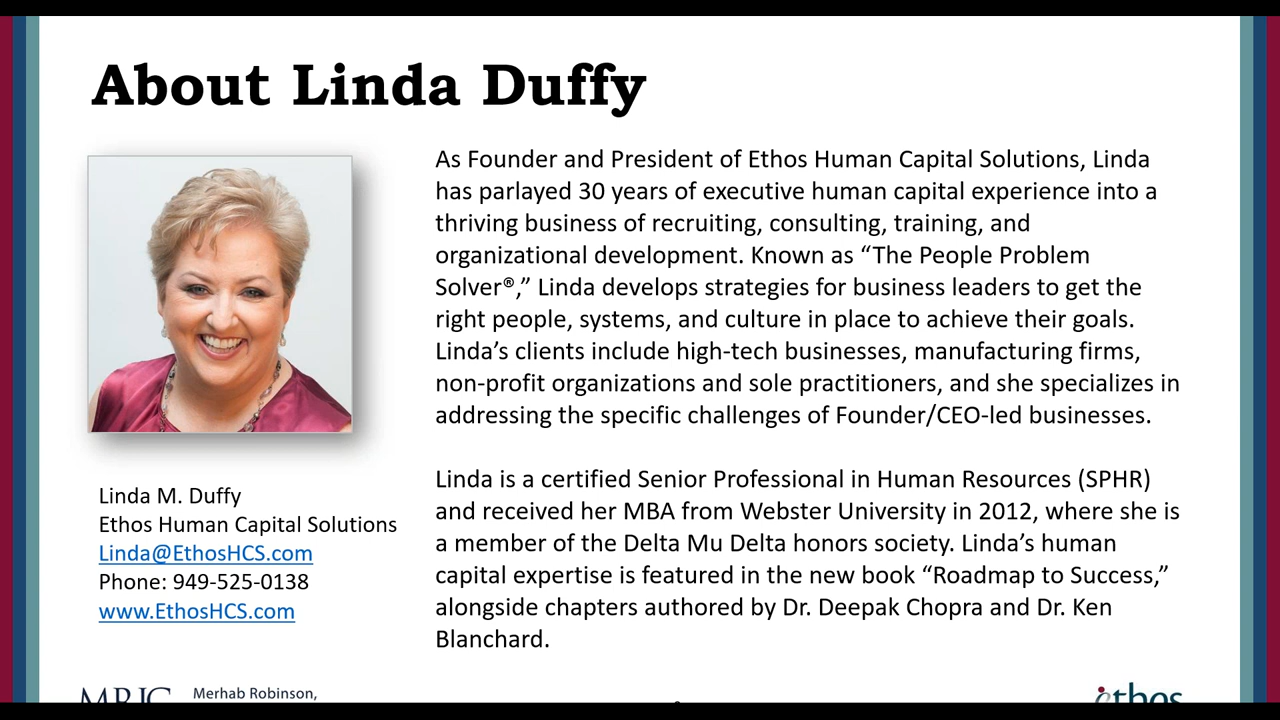 About Linda Duffy
As Founder and President of Ethos Human Capital Solutions, Linda
has parlayed 30 years of executive human capital experience into a
thriving business of recruiting, consulting, training, and
organizational development. Known as “The People Problem
Solver®,” Linda develops strategies for business leaders to get the
right people, systems, and culture in place to achieve their goals.
Linda’s clients include high-tech businesses, manufacturing firms,
non-profit organizations and sole practitioners, and she specializes in
addressing the specific challenges of Founder/CEO-led businesses.
Linda is a certified Senior Professional in Human Resources (SPHR)
and received her MBA from Webster University in 2012, where she is
a member of the Delta Mu Delta honors society. Linda’s human
capital expertise is featured in the new book “Roadmap to Success,”
alongside chapters authored by Dr. Deepak Chopra and Dr. Ken
Blanchard.
Linda M. Duffy
Ethos Human Capital Solutions
Linda@EthosHCS.com
Phone: 949-525-0138
www.EthosHCS.com
Merhab Robinson,
ethos